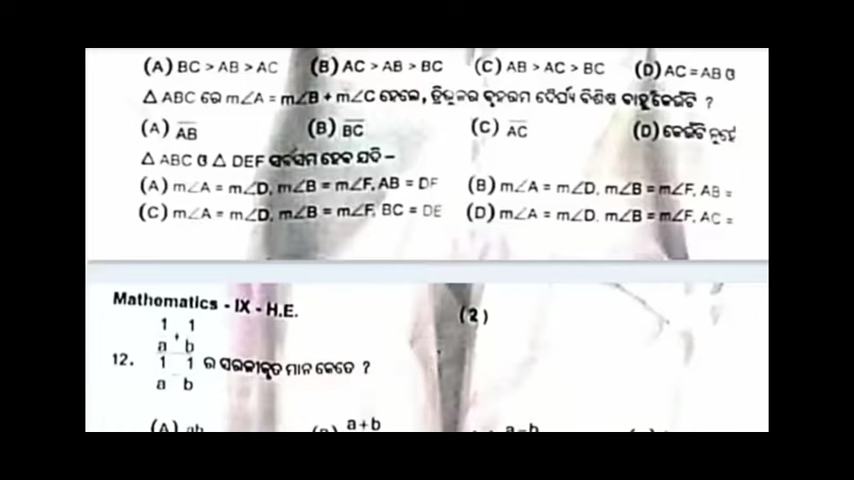 (A) BC > AB > AC (B) AC > AB > BC (C) AB > AC > BC (D) AC = AB ଓ
△ ABC ରେ m∠A = m∠B + m∠C ହେଲେ, ତ୍ରିଭୁଜର ବୃହତ୍ତମ ଦୈର୍ଘ୍ୟ ବିଶିଷ୍ଟ ବାହୁ କେଉଁଟି ?
(A) AB (B) BC (C) AC (D) କେଉଁଟି ନୁହେଁ
△ ABC ଓ △ DEF ସର୍ବସମ ହେବ ଯଦି –
(A) m∠A = m∠D, m∠B = m∠F, AB = DF (B) m∠A = m∠D, m∠B = m∠F, AB =
(C) m∠A = m∠D, m∠B = m∠F, BC = DE (D) m∠A = m∠D, m∠B = m∠F, AC =
Mathematics - IX - H.E. (2)
1 1
a + b
12. 1 1 ର ସରଳୀକୃତ ମାନ କେତେ ?
a b
(A) ab a+b a-b